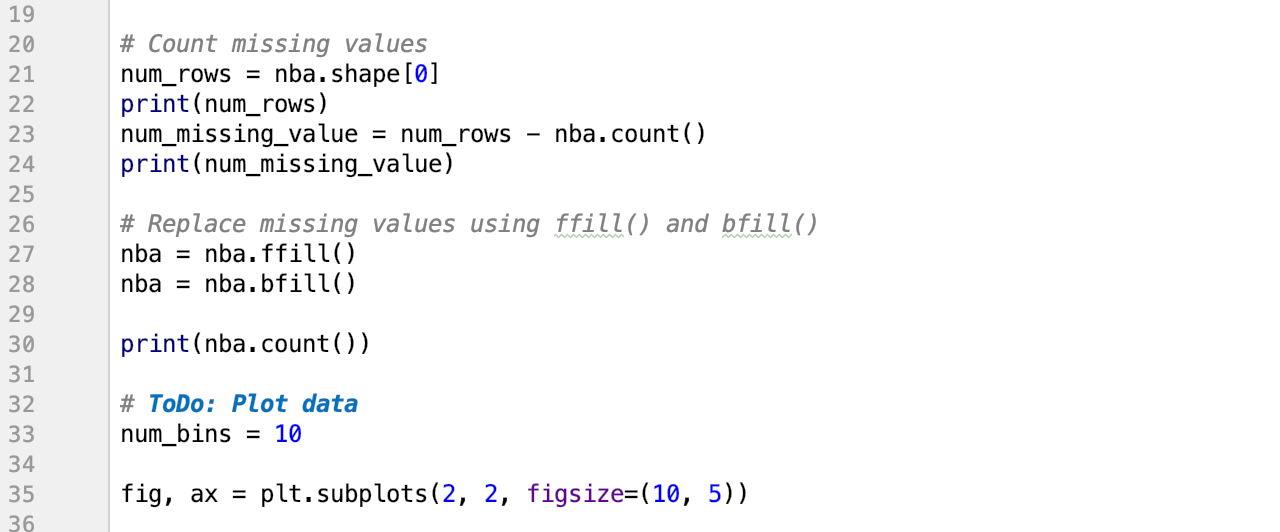 19
20 # Count missing values
21 num_rows = nba.shape[0]
22 print(num_rows)
23 num_missing_value = num_rows - nba.count()
24 print(num_missing_value)
25
26 # Replace missing values using ffill() and bfill()
27 nba = nba.ffill()
28 nba = nba.bfill()
29
30 print(nba.count())
31
32 # ToDo: Plot data
33 num_bins = 10
34
35 fig, ax = plt.subplots(2, 2, figsize=(10, 5))
36